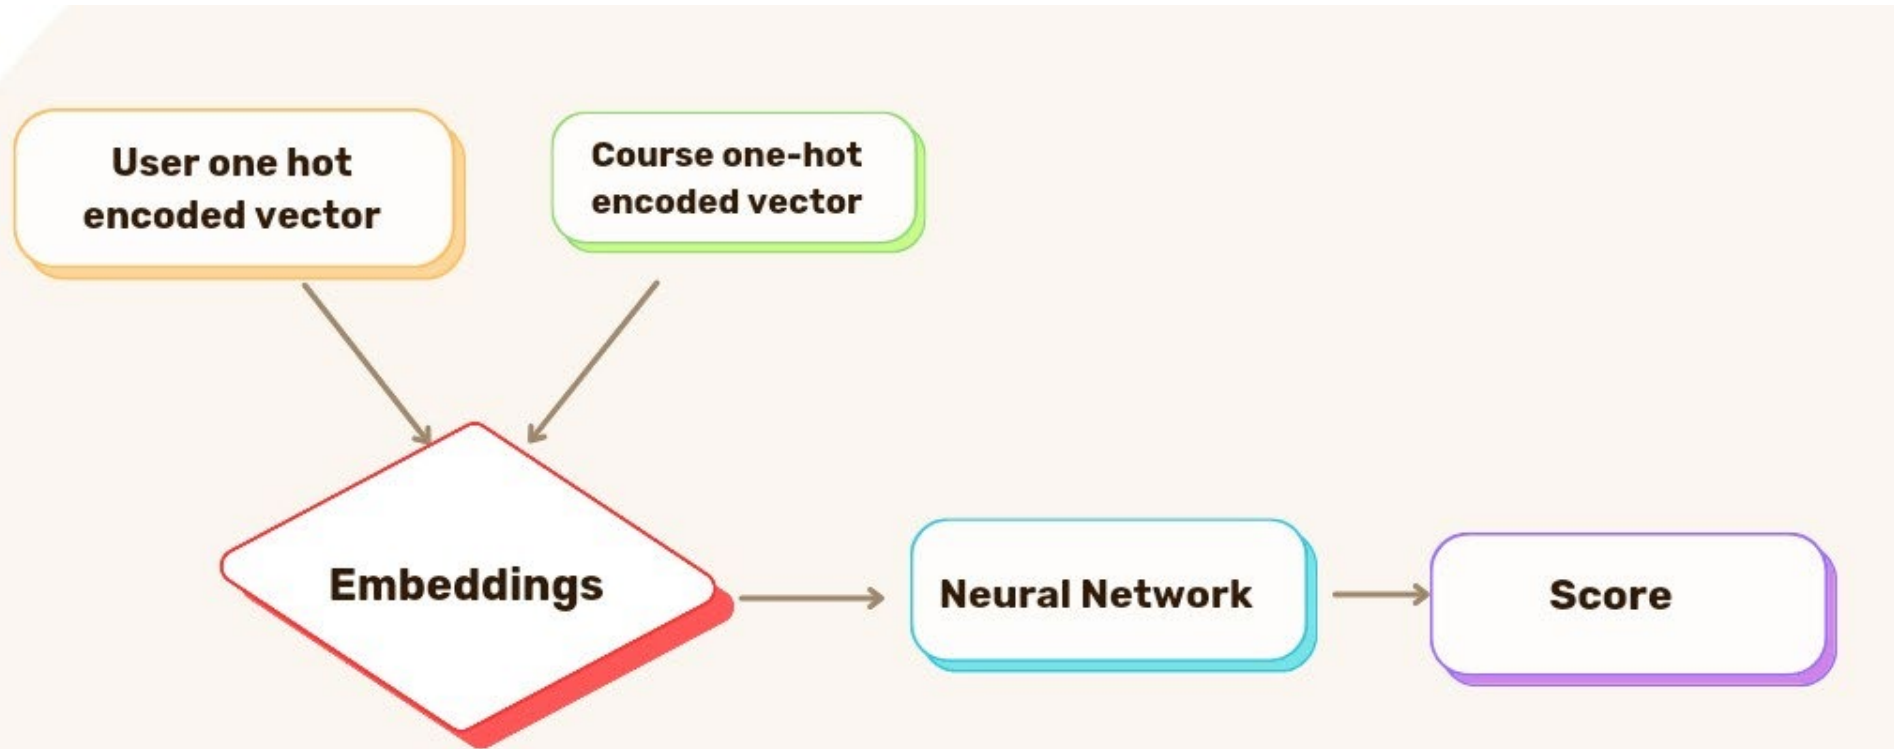 User one hot
encoded vector
Course one-hot
encoded vector
Embeddings
Neural Network
Score